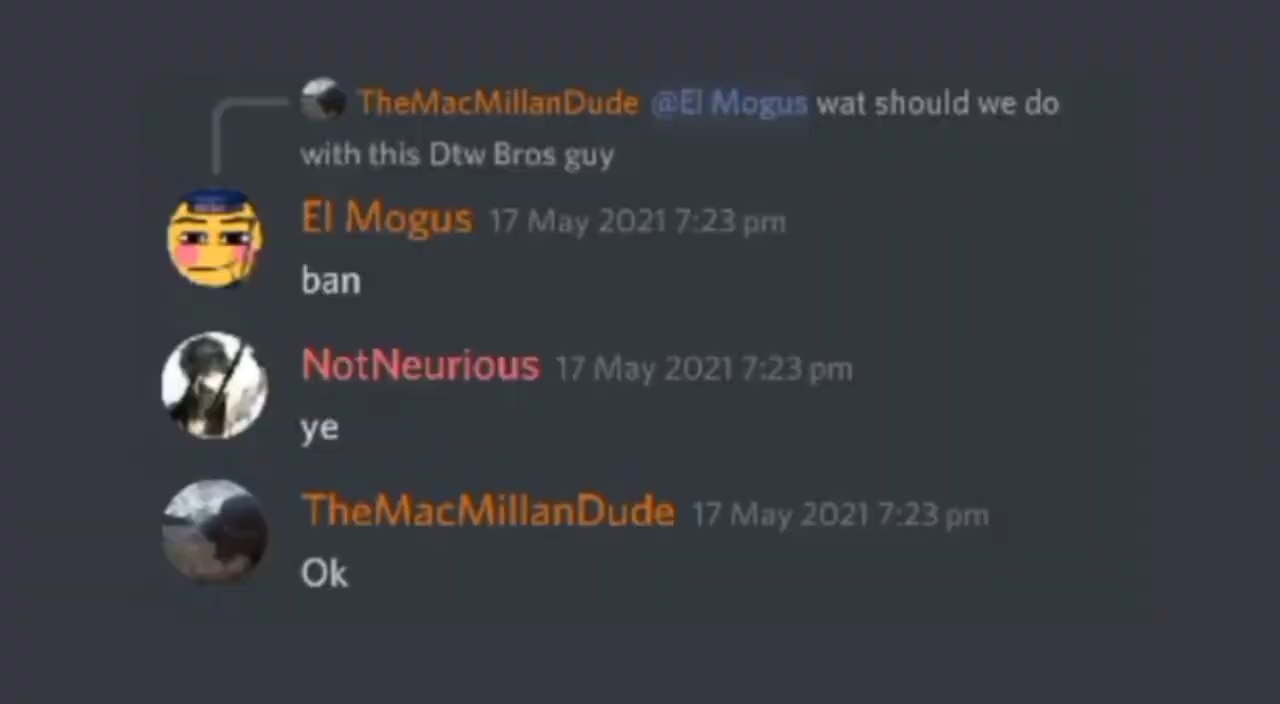 TheMacMillanDude @El Mogus wat should we do
with this Dtw Bros guy
El Mogus 17 May 2021 7:23 pm
ban
NotNeurious 17 May 2021 7:23 pm
ye
TheMacMillanDude 17 May 2021 7:23 pm
Ok